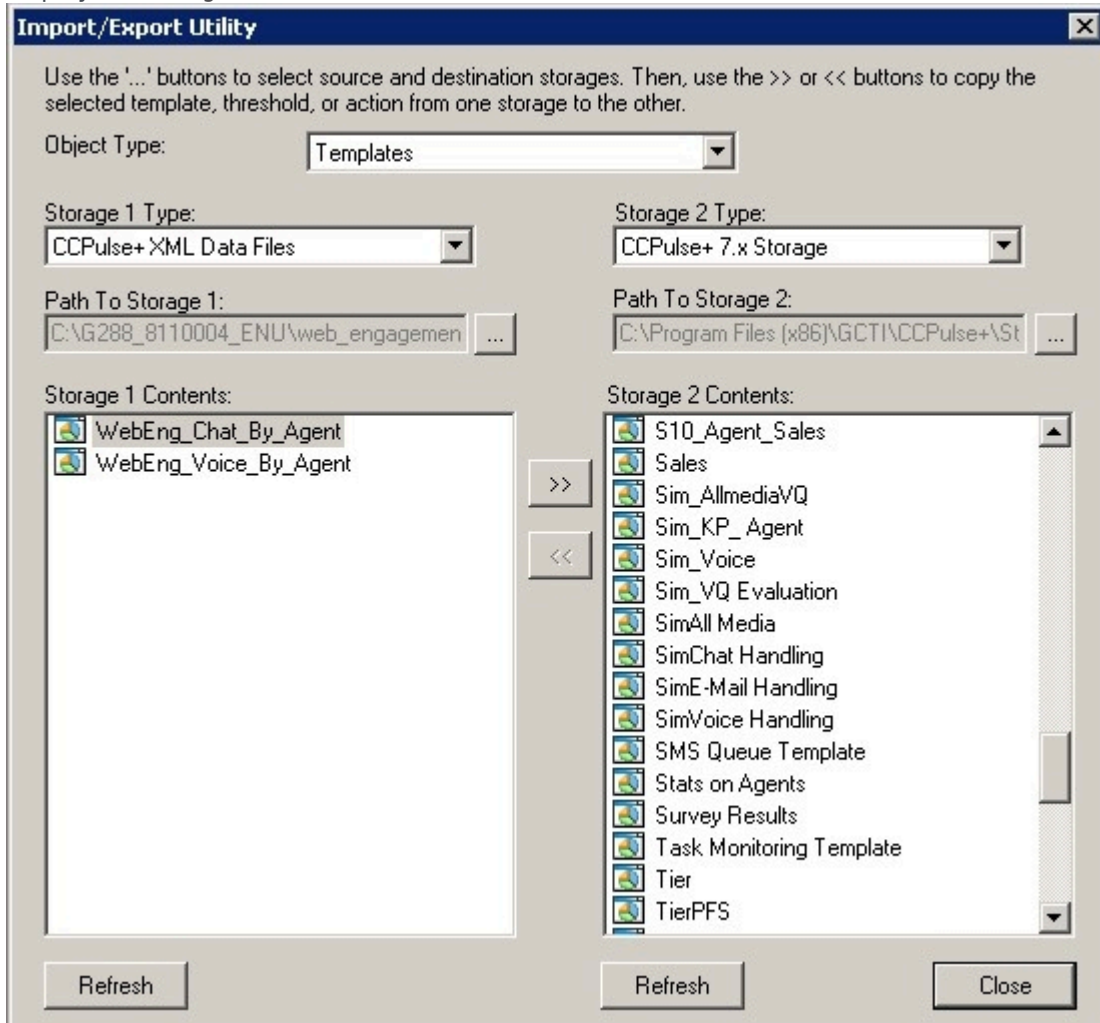 Import/Export Utility
Use the '...' buttons to select source and destination storages. Then, use the >> or << buttons to copy the
selected template, threshold, or action from one storage to the other.
Object Type:
Templates
Storage 1 Type:
CCPulse+ XML Data Files
Storage 2 Type:
CCPulse+ 7.x Storage
Path To Storage 1:
C:\G288_8110004_ENU\web_engagemen
...
Path To Storage 2:
C:\Program Files (x86)\GCTI\CCPulse+\St
...
Storage 1 Contents:
WebEng_Chat_By_Agent
WebEng_Voice_By_Agent
>>
<<
Storage 2 Contents:
S10_Agent_Sales
Sales
Sim_AllmediaVQ
Sim_KP_ Agent
Sim_Voice
Sim_VQ Evaluation
SimAll Media
SimChat Handling
SimE-Mail Handling
SimVoice Handling
SMS Queue Template
Stats on Agents
Survey Results
Task Monitoring Template
Tier
TierPFS
Refresh
Refresh
Close